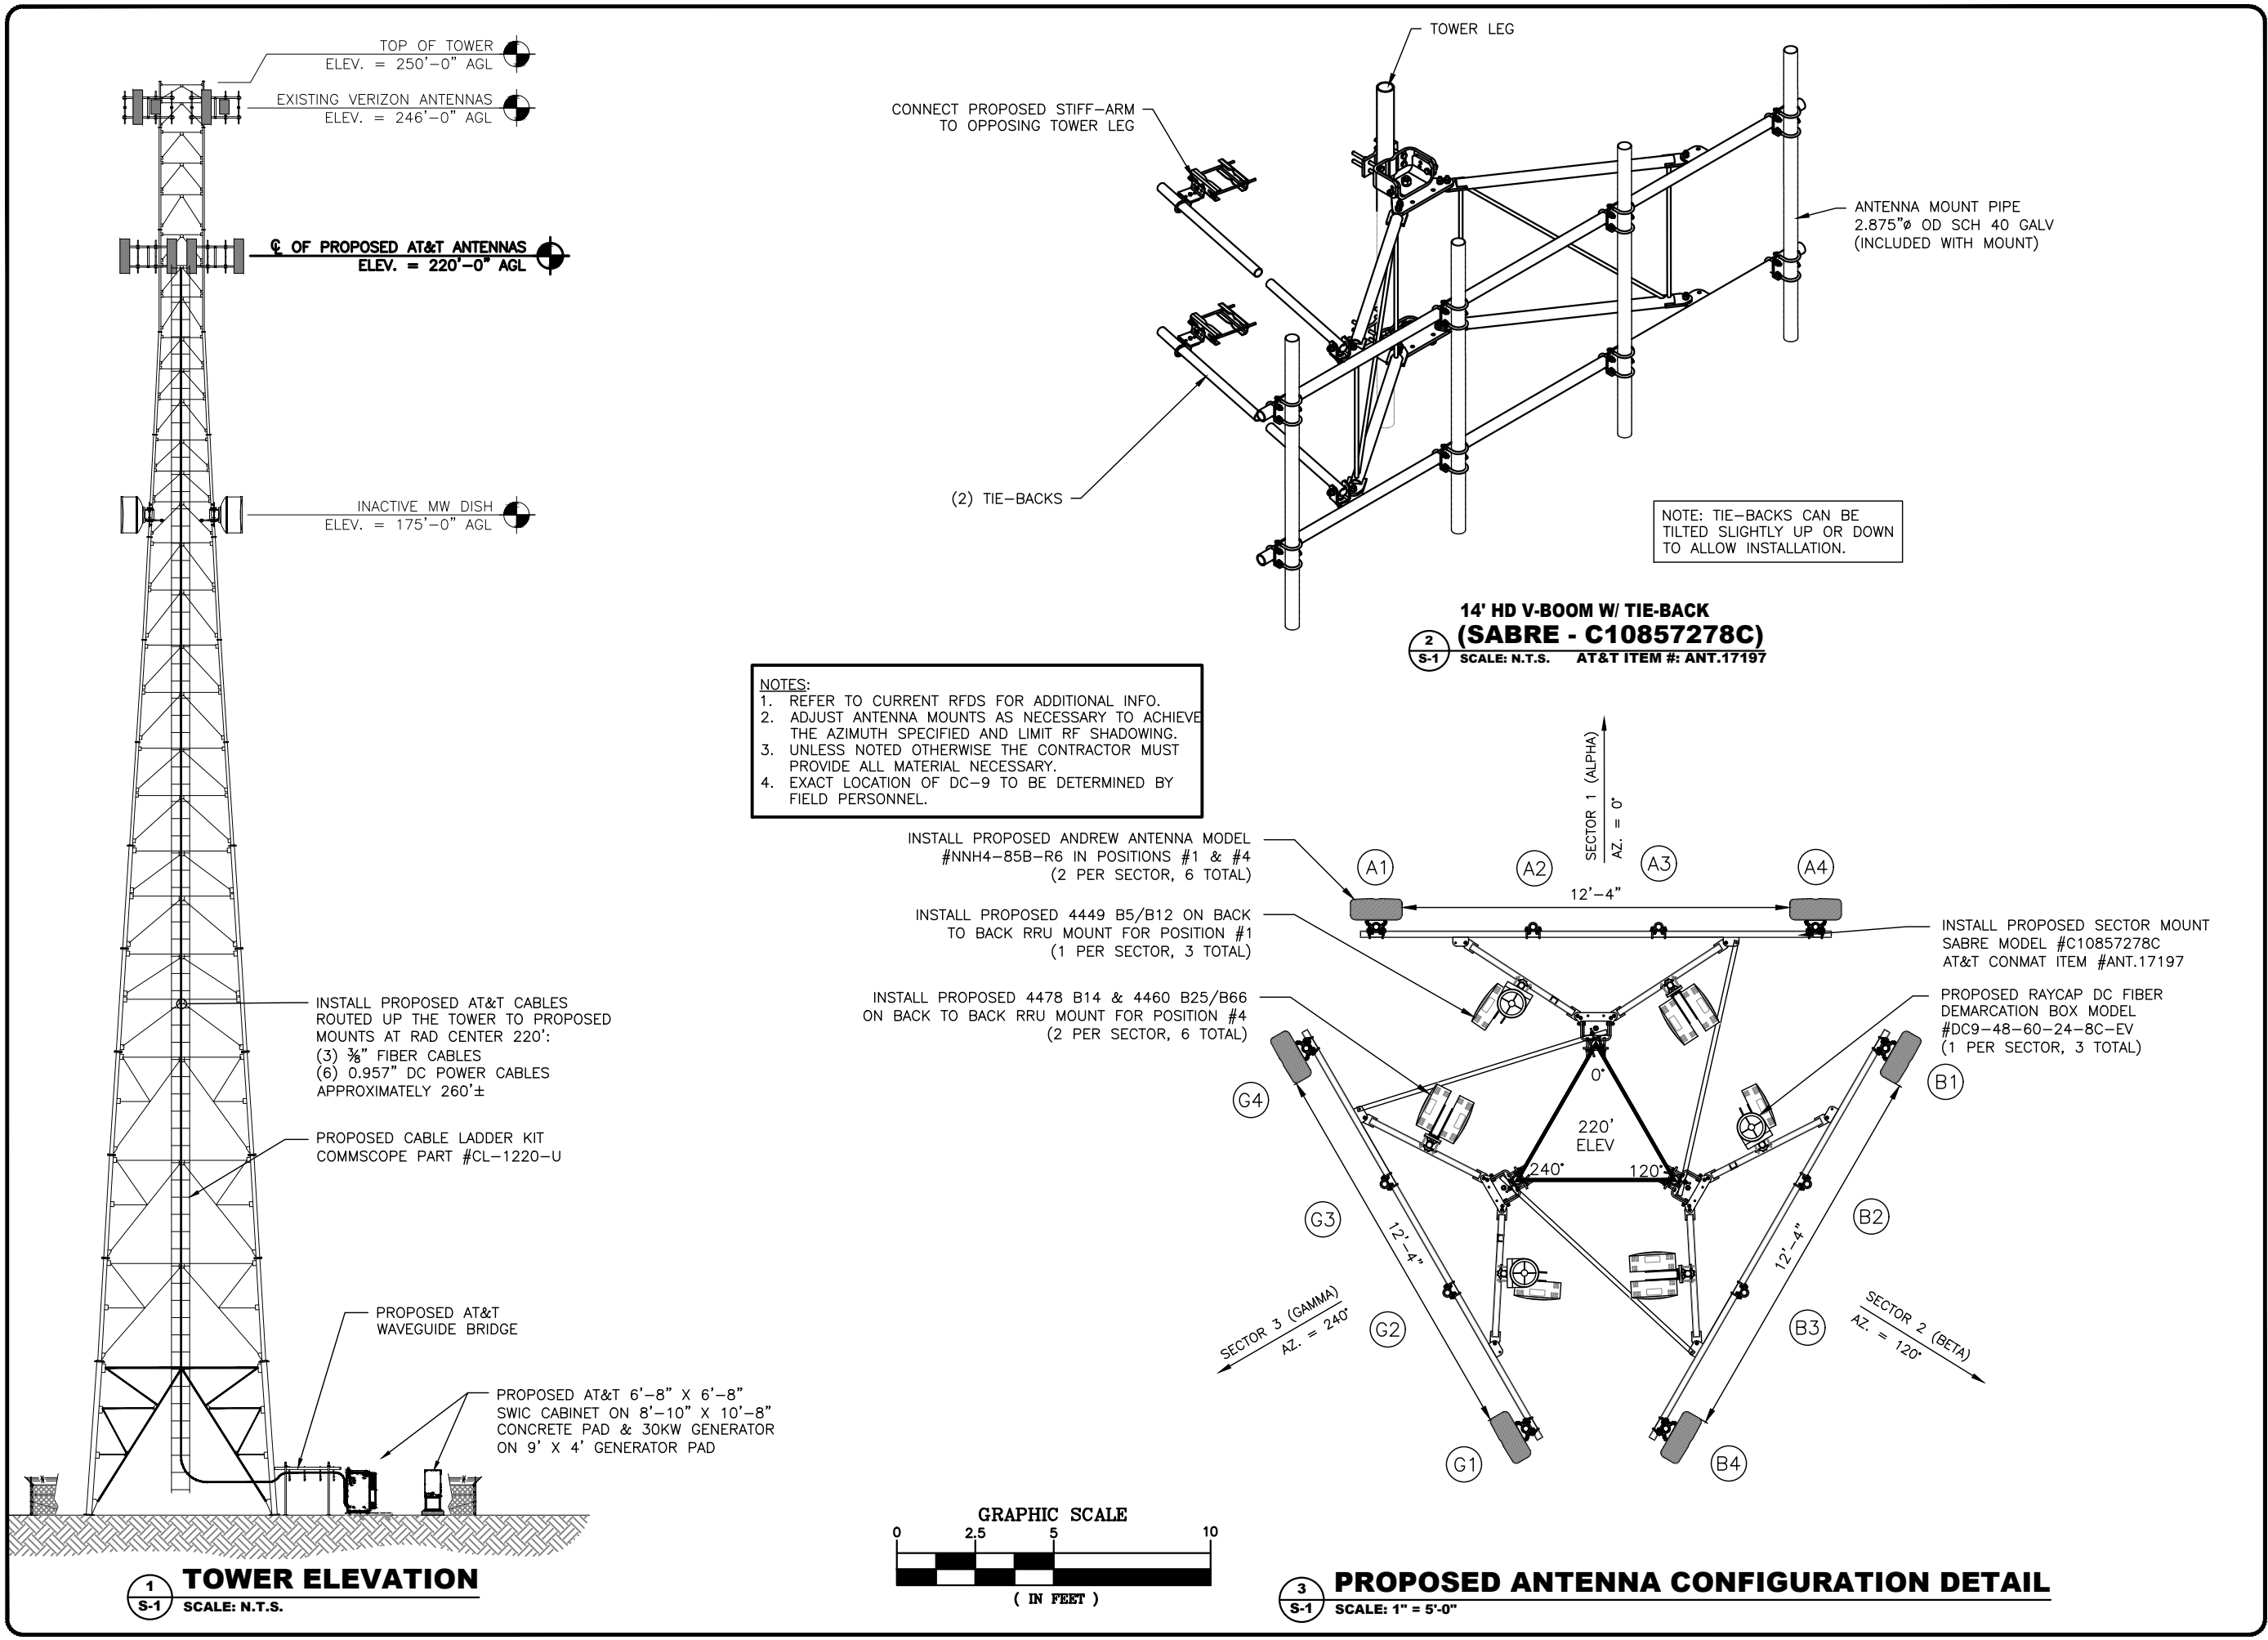 TOP OF TOWER
ELEV. = 250'-0" AGL
EXISTING VERIZON ANTENNAS
ELEV. = 246'-0" AGL
℄ OF PROPOSED AT&T ANTENNAS
ELEV. = 220'-0" AGL
INACTIVE MW DISH
ELEV. = 175'-0" AGL
INSTALL PROPOSED AT&T CABLES
ROUTED UP THE TOWER TO PROPOSED
MOUNTS AT RAD CENTER 220':
(3) ⅜" FIBER CABLES
(6) 0.957" DC POWER CABLES
APPROXIMATELY 260'±
PROPOSED CABLE LADDER KIT
COMMSCOPE PART #CL-1220-U
PROPOSED AT&T
WAVEGUIDE BRIDGE
PROPOSED AT&T 6'-8" X 6'-8"
SWIC CABINET ON 8'-10" X 10'-8"
CONCRETE PAD & 30KW GENERATOR
ON 9' X 4' GENERATOR PAD
1
S-1
TOWER ELEVATION
SCALE: N.T.S.
TOWER LEG
CONNECT PROPOSED STIFF-ARM
TO OPPOSING TOWER LEG
ANTENNA MOUNT PIPE
2.875"ø OD SCH 40 GALV
(INCLUDED WITH MOUNT)
(2) TIE-BACKS
NOTE: TIE-BACKS CAN BE
TILTED SLIGHTLY UP OR DOWN
TO ALLOW INSTALLATION.
14' HD V-BOOM W/ TIE-BACK
(SABRE - C10857278C)
2
S-1
SCALE: N.T.S. AT&T ITEM #: ANT.17197
NOTES:
1. REFER TO CURRENT RFDS FOR ADDITIONAL INFO.
2. ADJUST ANTENNA MOUNTS AS NECESSARY TO ACHIEVE
THE AZIMUTH SPECIFIED AND LIMIT RF SHADOWING.
3. UNLESS NOTED OTHERWISE THE CONTRACTOR MUST
PROVIDE ALL MATERIAL NECESSARY.
4. EXACT LOCATION OF DC-9 TO BE DETERMINED BY
FIELD PERSONNEL.
SECTOR 1 (ALPHA)
AZ. = 0°
INSTALL PROPOSED ANDREW ANTENNA MODEL
#NNH4-85B-R6 IN POSITIONS #1 & #4
(2 PER SECTOR, 6 TOTAL)
INSTALL PROPOSED 4449 B5/B12 ON BACK
TO BACK RRU MOUNT FOR POSITION #1
(1 PER SECTOR, 3 TOTAL)
INSTALL PROPOSED 4478 B14 & 4460 B25/B66
ON BACK TO BACK RRU MOUNT FOR POSITION #4
(2 PER SECTOR, 6 TOTAL)
A1
A2
A3
A4
12'-4"
INSTALL PROPOSED SECTOR MOUNT
SABRE MODEL #C10857278C
AT&T CONMAT ITEM #ANT.17197
PROPOSED RAYCAP DC FIBER
DEMARCATION BOX MODEL
#DC9-48-60-24-8C-EV
(1 PER SECTOR, 3 TOTAL)
0°
220'
ELEV
240°
120°
G4
G3
G2
G1
12'-4"
B1
B2
B3
B4
12'-4"
SECTOR 3 (GAMMA)
AZ. = 240°
SECTOR 2 (BETA)
AZ. = 120°
GRAPHIC SCALE
0 2.5 5 10
( IN FEET )
3
S-1
PROPOSED ANTENNA CONFIGURATION DETAIL
SCALE: 1" = 5'-0"